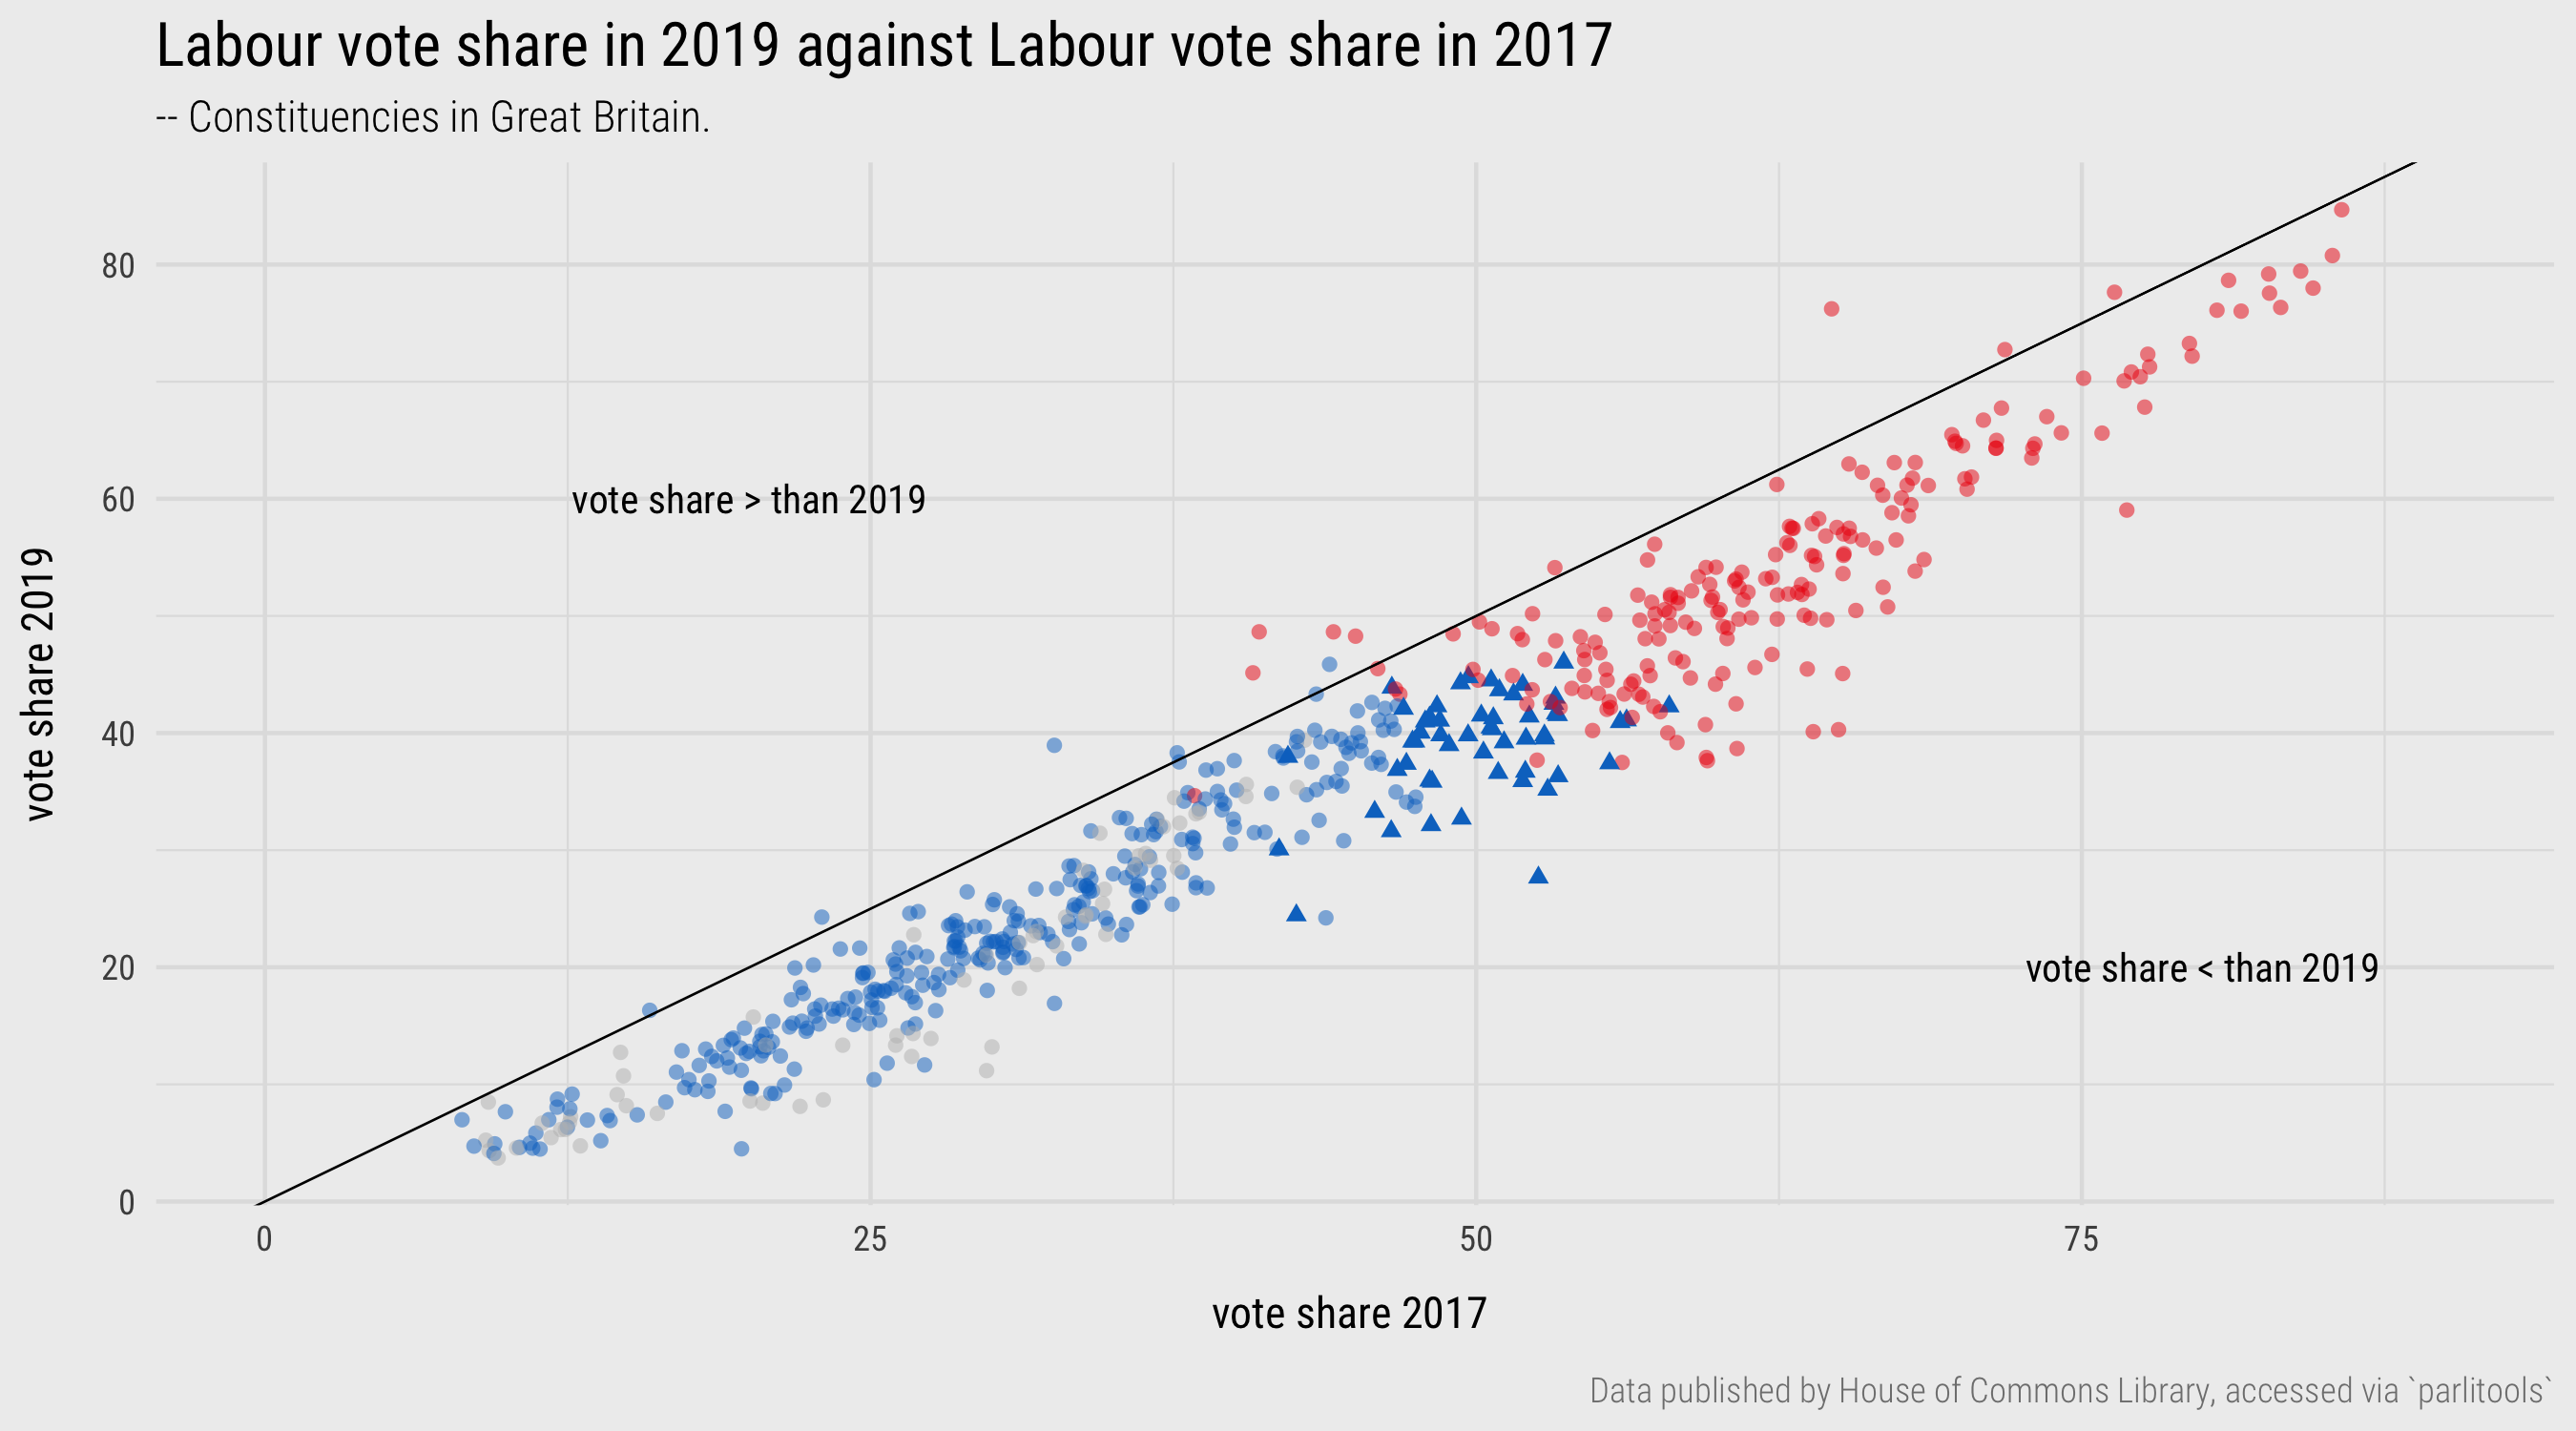 Labour vote share in 2019 against Labour vote share in 2017
-- Constituencies in Great Britain.
80
60
40
20
0
vote share 2019
vote share > than 2019
vote share < than 2019
0 25 50 75
vote share 2017
Data published by House of Commons Library, accessed via `parlitools`